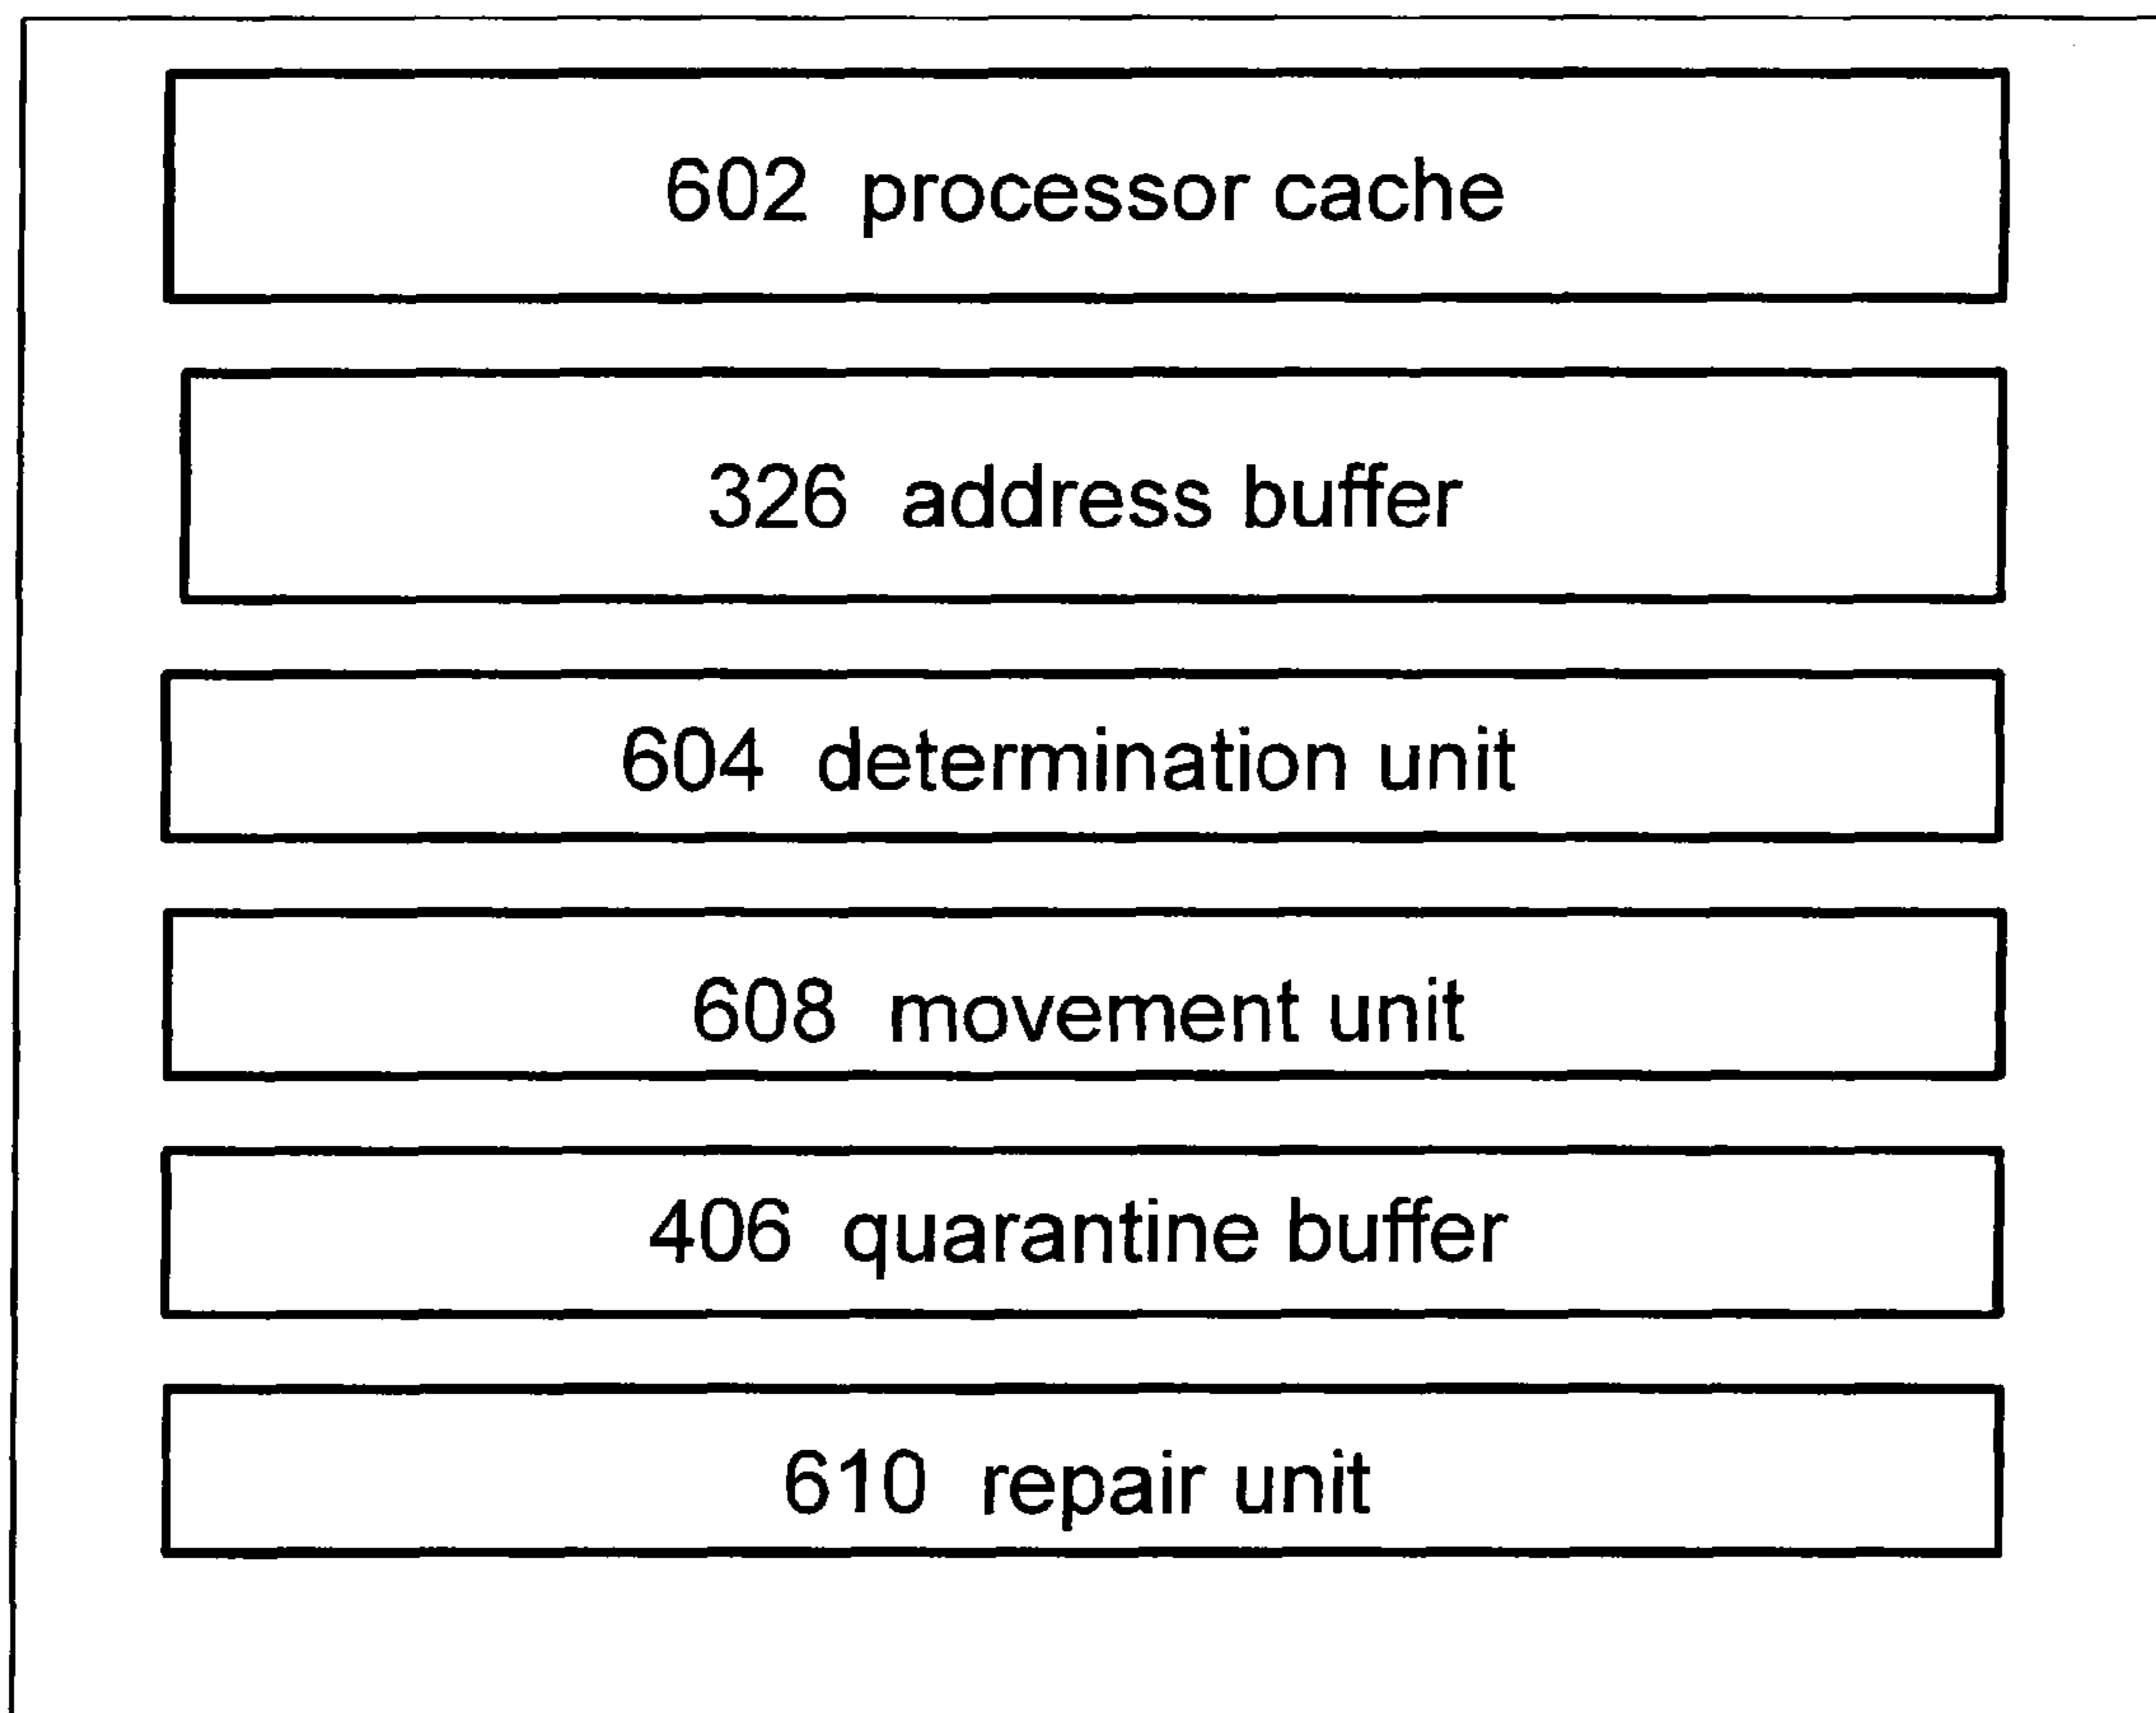 602 processor cache
326 address buffer
604 determination unit
608 movement unit
406 quarantine buffer
610 repair unit